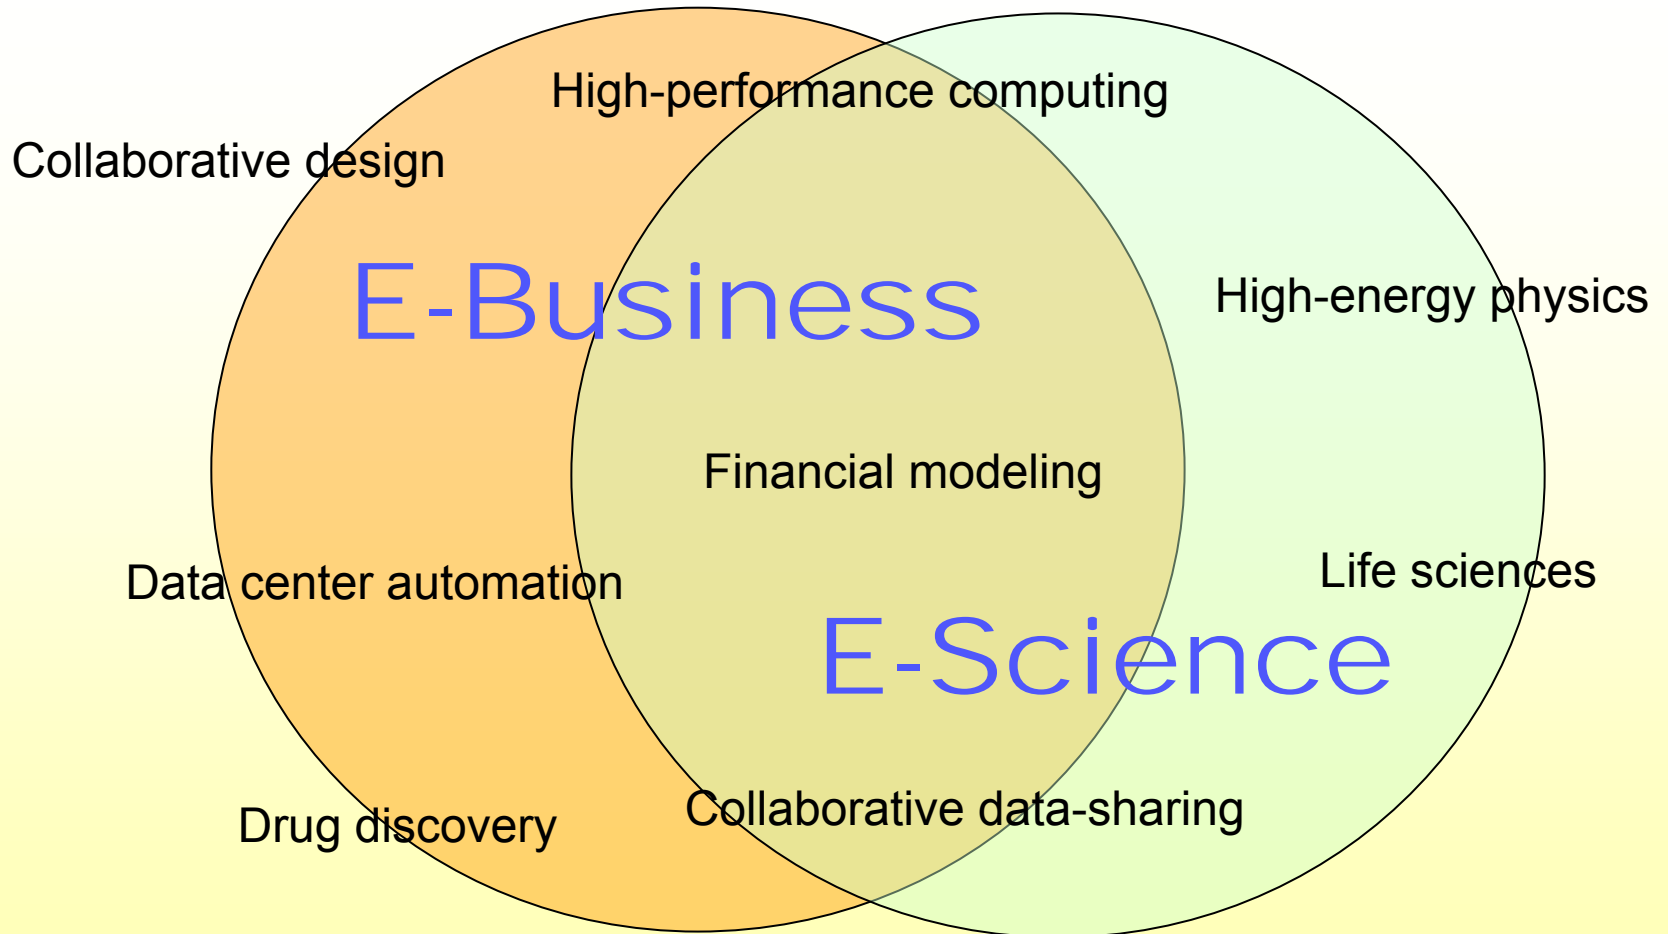 High-performance computing
Collaborative design
E-Business
High-energy physics
Financial modeling
Data center automation
Life sciences
E-Science
Drug discovery
Collaborative data-sharing